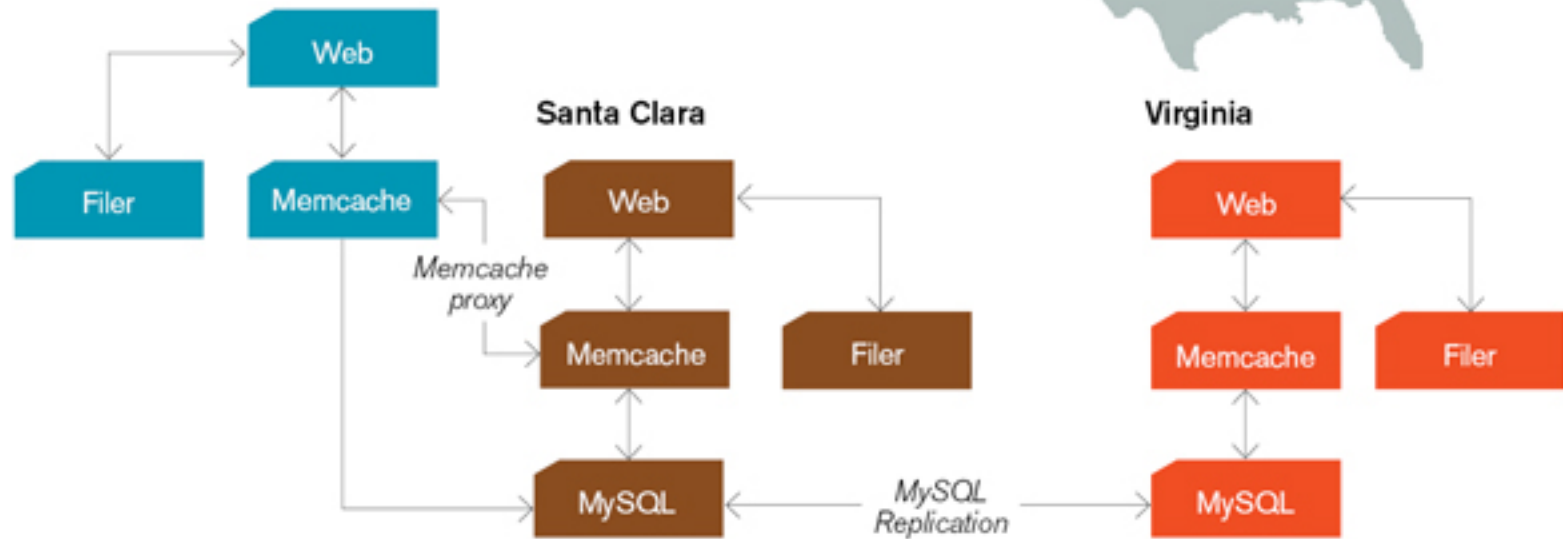 Web
Filer
Memcache
Memcache
proxy
Santa Clara
Web
Memcache
Filer
MySQL
MySQL
Replication
Virginia
Web
Memcache
Filer
MySQL